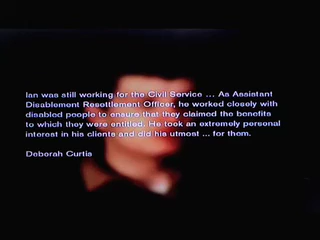 Ian was still working for the Civil Service ... As Assistant
Disablement Resettlement Officer, he worked closely with
disabled people to ensure that they claimed the benefits
to which they were entitled. He took an extremely personal
interest in his clients and did his utmost ... for them.
Deborah Curtis